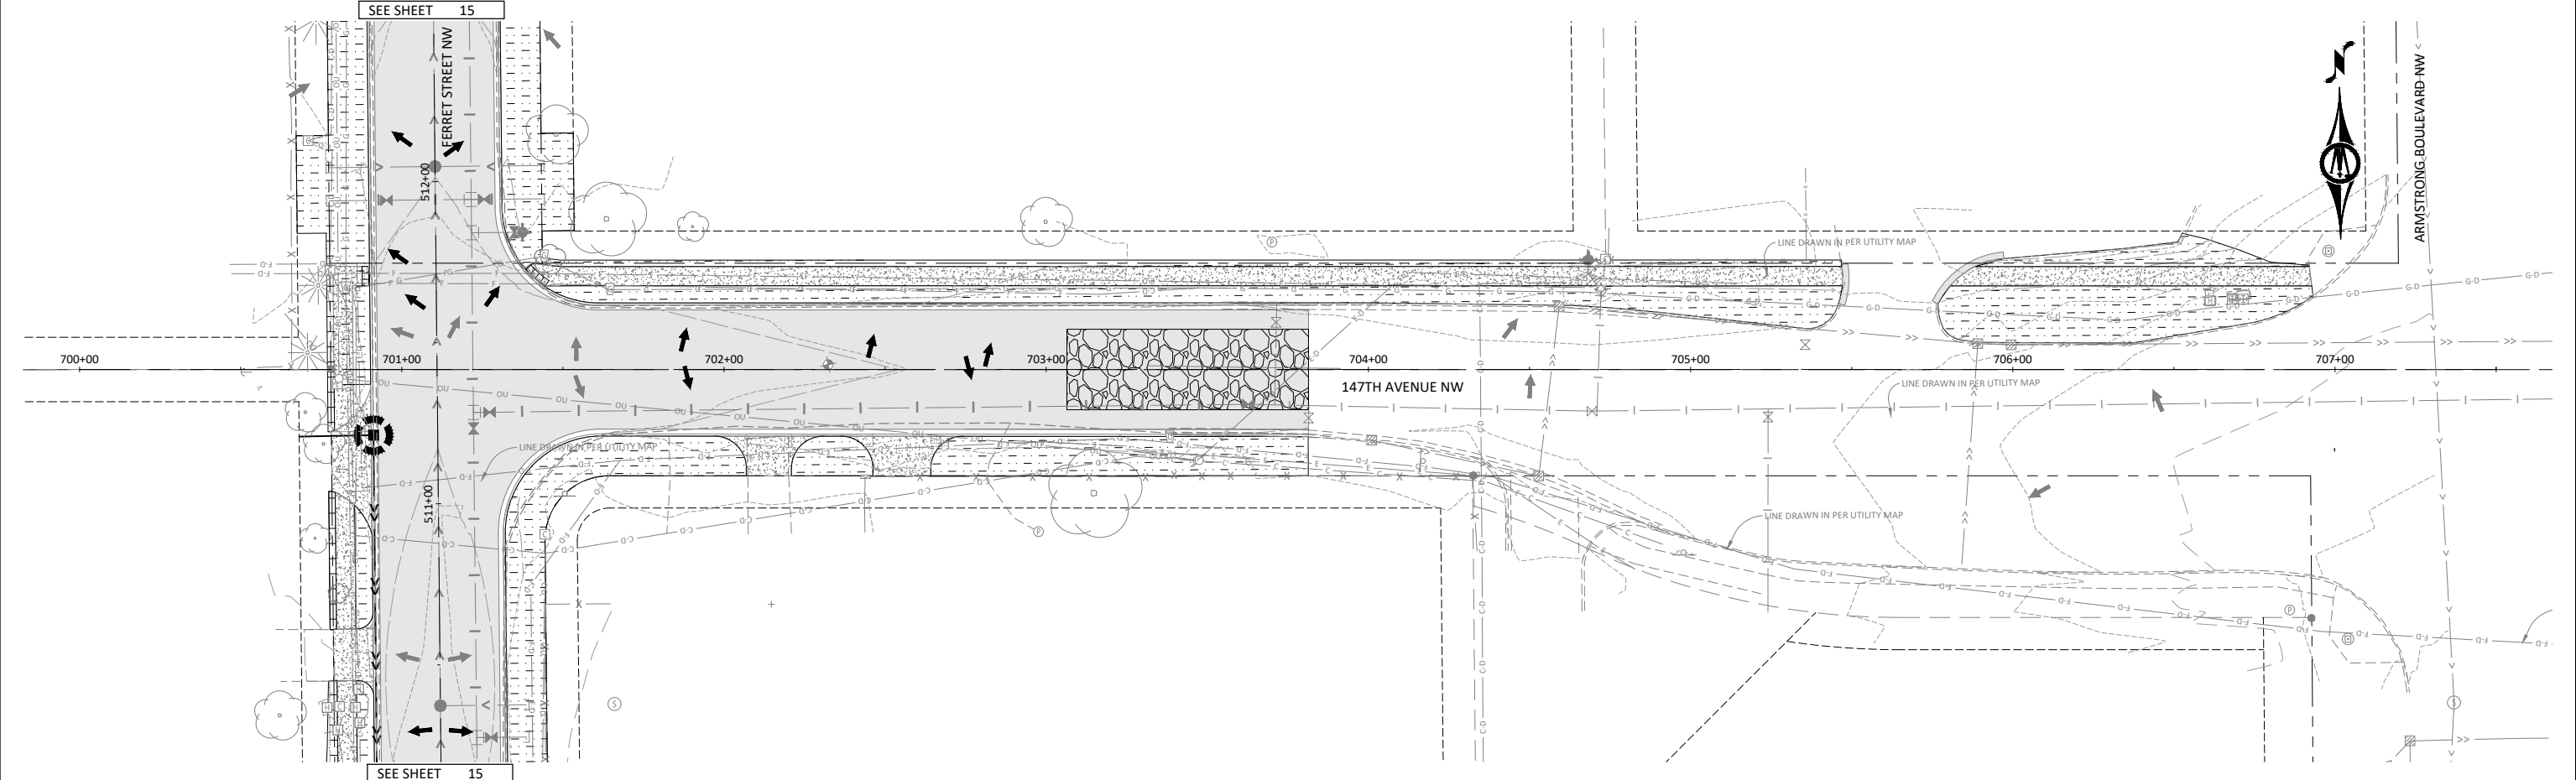 SEE SHEET 15
FERRET STREET NW
ARMSTRONG BOULEVARD NW
N
512+00
LINE DRAWN IN PER UTILITY MAP
700+00
701+00
702+00
703+00
704+00
705+00
706+00
707+00
147TH AVENUE NW
LINE DRAWN IN PER UTILITY MAP
LINE DRAWN IN PER UTILITY MAP
511+00
LINE DRAWN IN PER UTILITY MAP
SEE SHEET 15